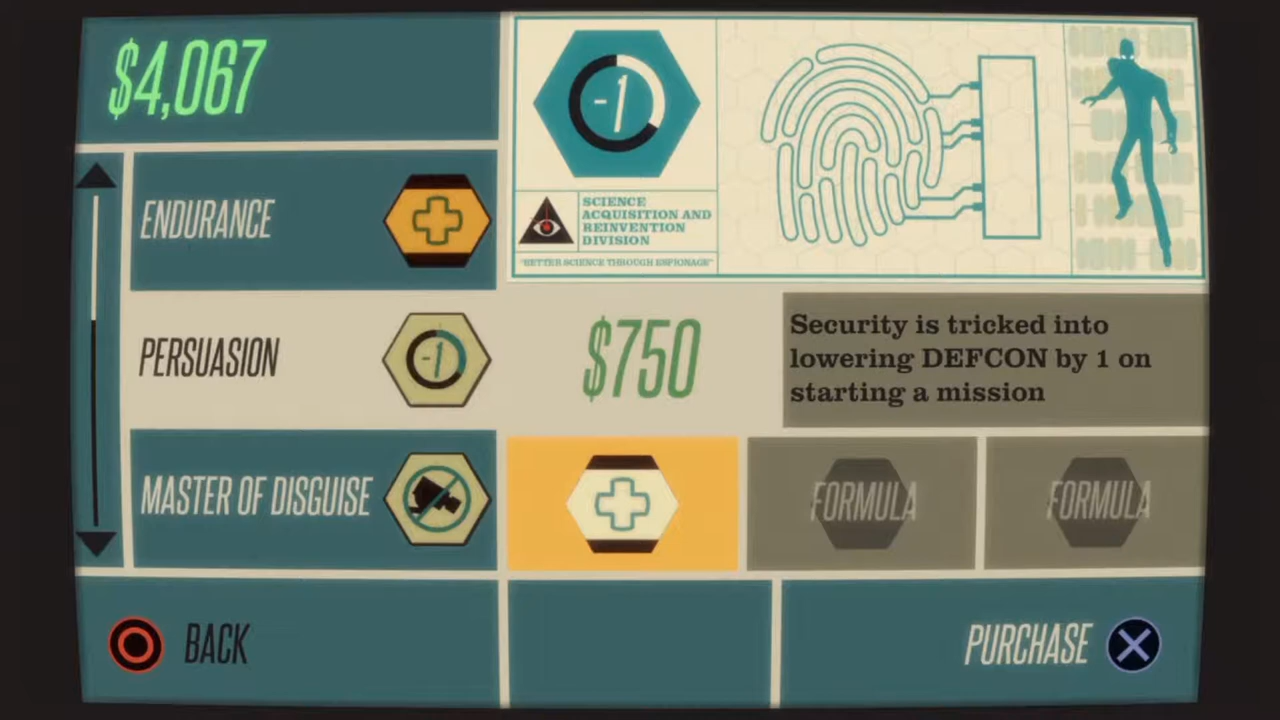 $4,067
-1
SCIENCE
ACQUISITION AND
REINVENTION
DIVISION
"BETTER SCIENCE THROUGH ESPIONAGE"
ENDURANCE
PERSUASION
-1
$750
Security is tricked into
lowering DEFCON by 1 on
starting a mission
MASTER OF DISGUISE
FORMULA
FORMULA
BACK
PURCHASE